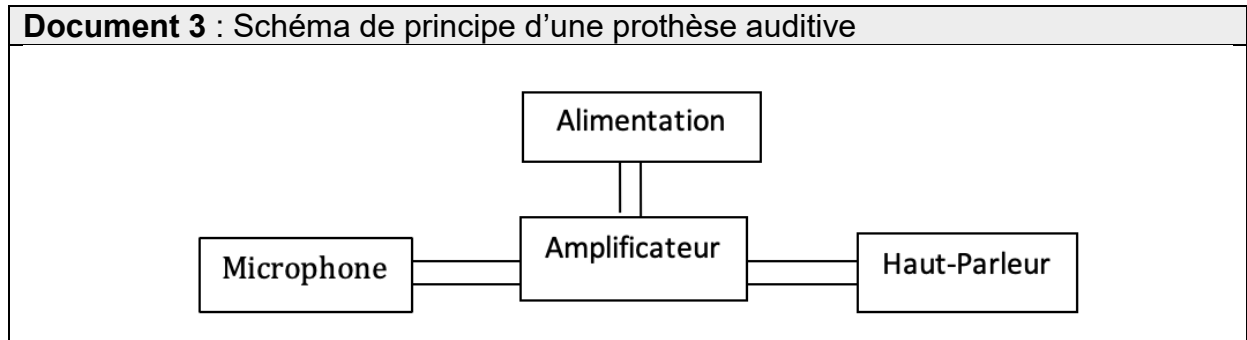 Document 3 : Schéma de principe d’une prothèse auditive
Alimentation
Microphone
Amplificateur
Haut-Parleur